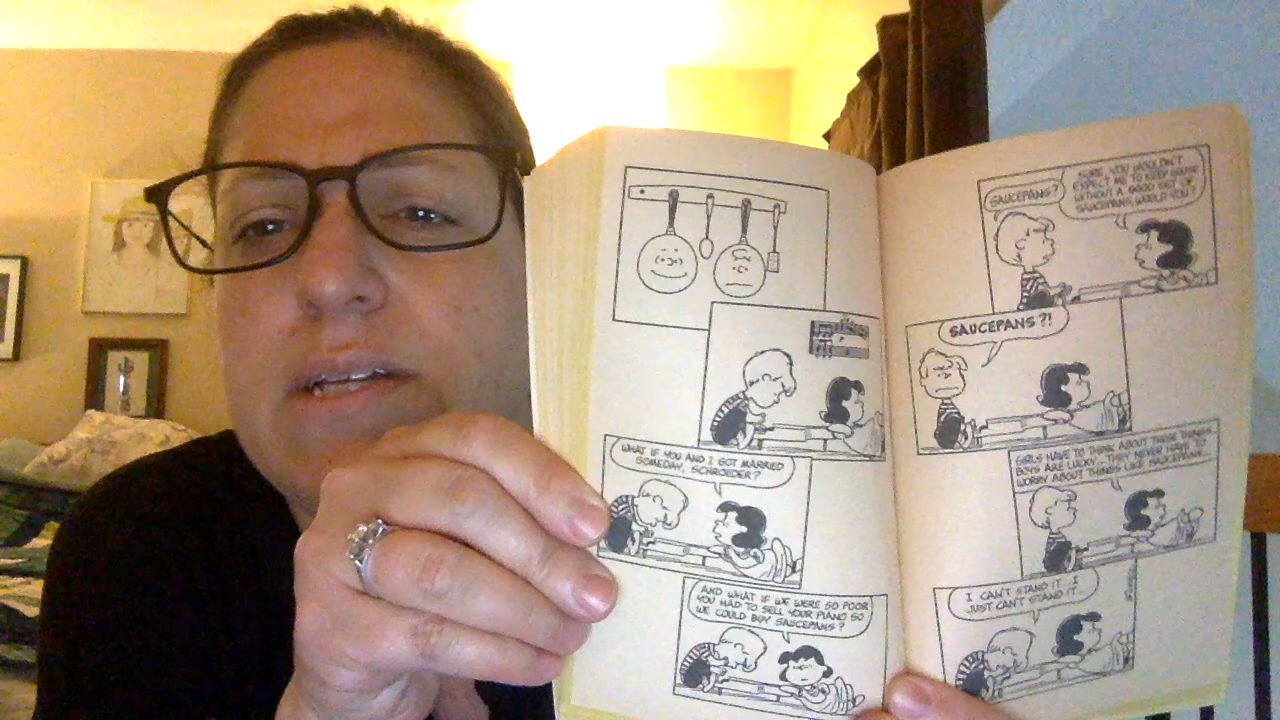 WHAT IF YOU AND I GOT MARRIED
SOMEDAY, SCHROEDER?
AND WHAT IF WE WERE SO POOR
YOU HAD TO SELL YOUR PIANO SO
WE COULD BUY SAUCEPANS?
SAUCEPANS?
SURE, YOU WOULDN'T
EXPECT ME TO KEEP HOUSE
WITHOUT A GOOD SET OF
SAUCEPANS WOULD YOU?
SAUCEPANS?!
GIRLS HAVE TO THINK ABOUT THESE THINGS..
BOYS ARE LUCKY.. THEY NEVER HAVE TO
WORRY ABOUT THINGS LIKE SAUCEPANS...
I CAN'T STAND IT...I
JUST CAN'T STAND IT..